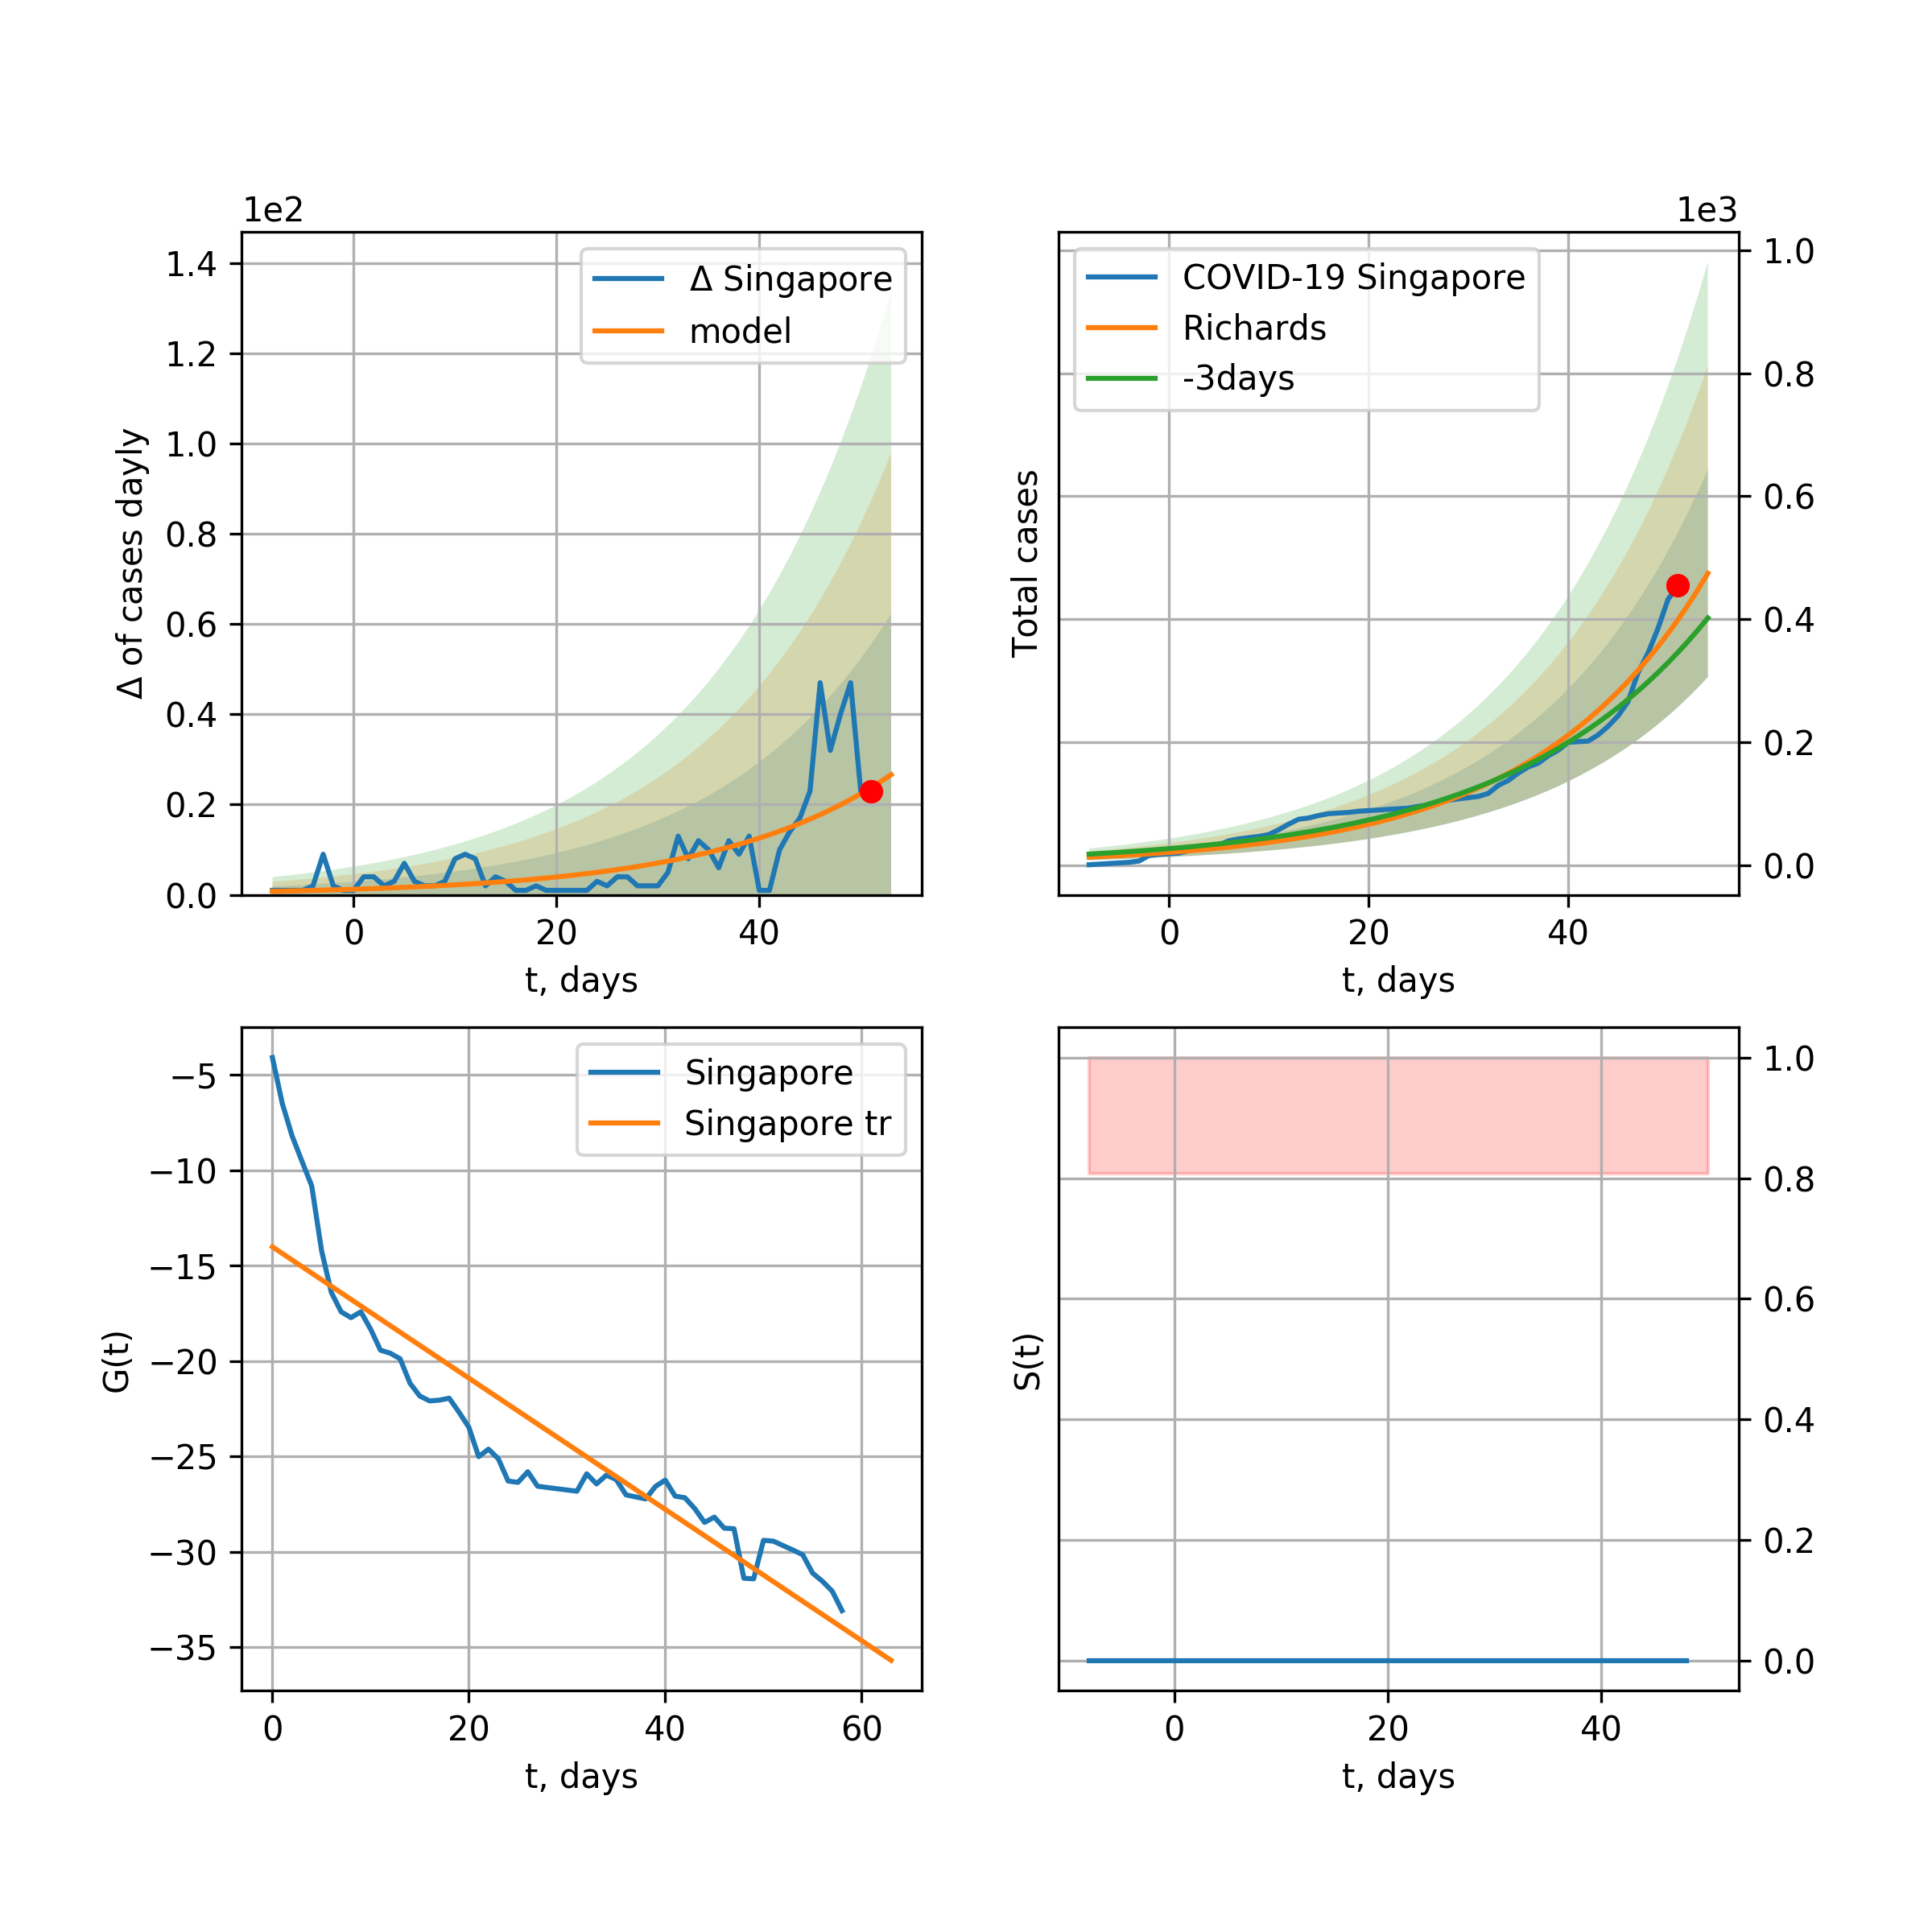 1e2
1.4
1.2
1.0
0.8
0.6
0.4
0.2
0.0
Δ of cases dayly
Δ Singapore
model
0 20 40
t, days
1e3
COVID-19 Singapore
Richards
-3days
Total cases
1.0
0.8
0.6
0.4
0.2
0.0
0 20 40
t, days
Singapore
Singapore tr
G(t)
−5
−10
−15
−20
−25
−30
−35
0 20 40 60
t, days
S(t)
1.0
0.8
0.6
0.4
0.2
0.0
0 20 40
t, days